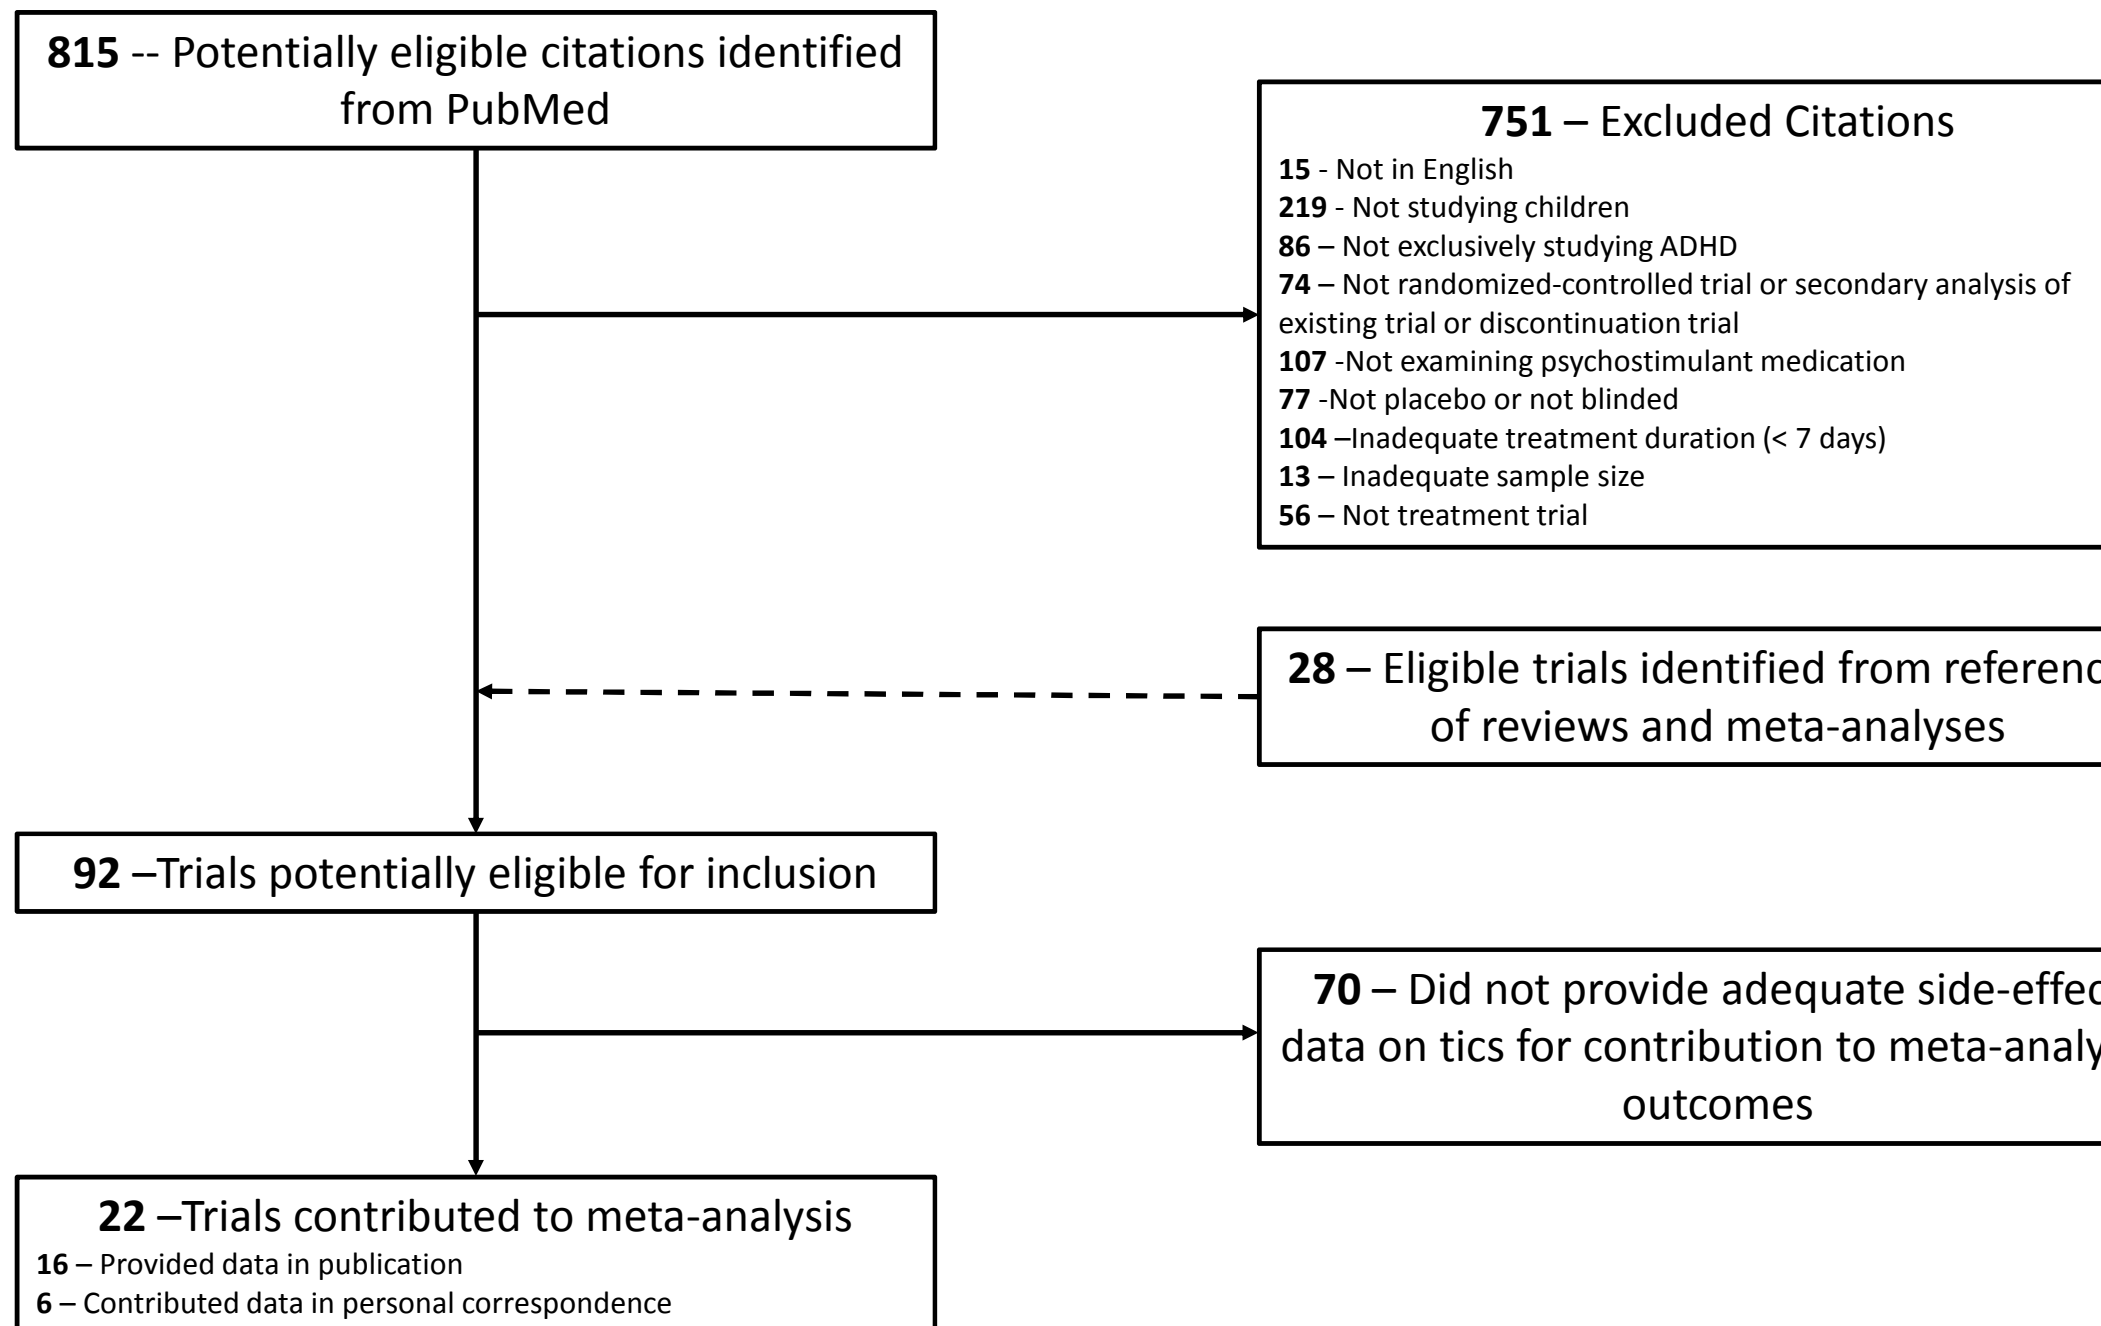 815 -- Potentially eligible citations identified
from PubMed
751 – Excluded Citations
15 - Not in English
219 - Not studying children
86 – Not exclusively studying ADHD
74 – Not randomized-controlled trial or secondary analysis of
existing trial or discontinuation trial
107 -Not examining psychostimulant medication
77 -Not placebo or not blinded
104 –Inadequate treatment duration (< 7 days)
13 – Inadequate sample size
56 – Not treatment trial
28 – Eligible trials identified from
of reviews and meta-analyses
92 –Trials potentially eligible for inclusion
70 – Did not provide adequate
data on tics for contribution to
outcomes
22 –Trials contributed to meta-analysis
16 – Provided data in publication
6 – Contributed data in personal correspondence